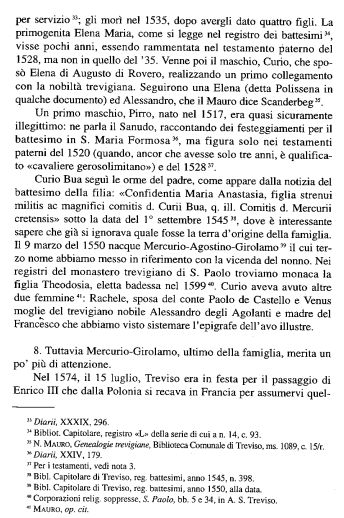 per servizio ³³; gli morì nel 1535, dopo avergli dato quattro figli. La
primogenita Elena Maria, come si legge nel registro dei battesimi ³⁴,
visse pochi anni, essendo rammentata nel testamento paterno del
1528, ma non in quello del '35. Venne poi il maschio, Curio, che spo-
sò Elena di Augusto di Rovero, realizzando un primo collegamento
con la nobiltà trevigiana. Seguirono una Elena (detta Polissena in
qualche documento) ed Alessandro, che il Mauro dice Scanderbeg ³⁵.
Un primo maschio, Pirro, nato nel 1517, era quasi sicuramente
illegittimo: ne parla il Sanudo, raccontando dei festeggiamenti per il
battesimo in S. Maria Formosa ³⁶, ma figura solo nei testamenti
paterni del 1520 (quando, ancor che avesse solo tre anni, è qualifica-
to «cavaliere gerosolimitano») e del 1528 ³⁷.
Curio Bua seguì le orme del padre, come appare dalla notizia del
battesimo della filia: «Confidentia Maria Anastasia, figlia strenui
militis ac magnifici comitis d. Curii Bua, q. ill. Comitis d. Mercurii
cretensis» sotto la data del 1° settembre 1545 ³⁸, dove è interessante
sapere che già si ignorava quale fosse la terra d'origine della famiglia.
Il 9 marzo del 1550 nacque Mercurio-Agostino-Girolamo ³⁹ il cui ter-
zo nome abbiamo messo in riferimento con la vicenda del nonno. Nei
registri del monastero trevigiano di S. Paolo troviamo monaca la
figlia Theodosia, eletta badessa nel 1599 ⁴⁰. Curio aveva avuto altre
due femmine ⁴¹: Rachele, sposa del conte Paolo de Castello e Venus
moglie del trevigiano nobile Alessandro degli Agolanti e madre del
Francesco che abbiamo visto sistemare l'epigrafe dell'avo illustre.
8. Tuttavia Mercurio-Girolamo, ultimo della famiglia, merita un
po' più di attenzione.
Nel 1574, il 15 luglio, Treviso era in festa per il passaggio di
Enrico III che dalla Polonia si recava in Francia per assumervi quel-
³³ Diarii, XXXIX, 296.
³⁴ Bibliot. Capitolare, registro «L» della serie di cui a n. 14, c. 93.
³⁵ N. MAURO, Genealogie trevigiane, Biblioteca Comunale di Treviso, ms. 1089, c. 15/r.
³⁶ Diarii, XXIV, 179.
³⁷ Per i testamenti, vedi nota 3.
³⁸ Bibl. Capitolare di Treviso, reg. battesimi, anno 1545, n. 398.
³⁹ Bibl. Capitolare di Treviso, reg. battesimi, anno 1550, alla data.
⁴⁰ Corporazioni relig. soppresse, S. Paolo, bb. 5 e 34, in A. S. Treviso.
⁴¹ MAURO, op. cit.